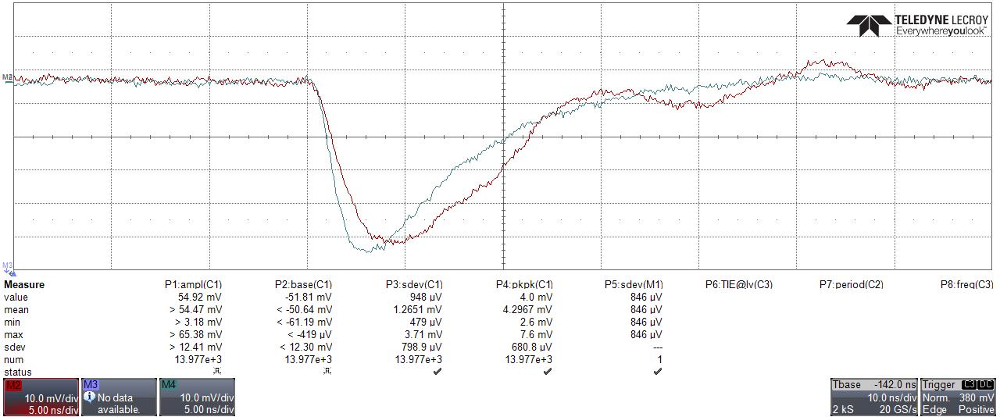 TELEDYNE LECROY
Everywhereyoulook™
M2
M3
Measure P1:ampl(C1) P2:base(C1) P3:sdev(C1) P4:pkpk(C1) P5:sdev(M1) P6:TIE@lv(C3) P7:period(C2) P8:freq(C3)
value 54.92 mV -51.81 mV 948 µV 4.0 mV 846 µV
mean > 54.47 mV < -50.64 mV 1.2651 mV 4.2967 mV 846 µV
min > 3.18 mV < -61.19 mV 479 µV 2.6 mV 846 µV
max > 65.38 mV < -419 µV 3.71 mV 7.6 mV 846 µV
sdev > 12.41 mV < 12.30 mV 798.9 µV 680.8 µV ---
num 13.977e+3 13.977e+3 13.977e+3 13.977e+3 1
status
M2 M3 M4 Tbase -142.0 ns Trigger C3 DC
10.0 mV/div No data 10.0 mV/div 10.0 ns/div Norm. 380 mV
5.00 ns/div available. 5.00 ns/div 2 kS 20 GS/s Edge Positive